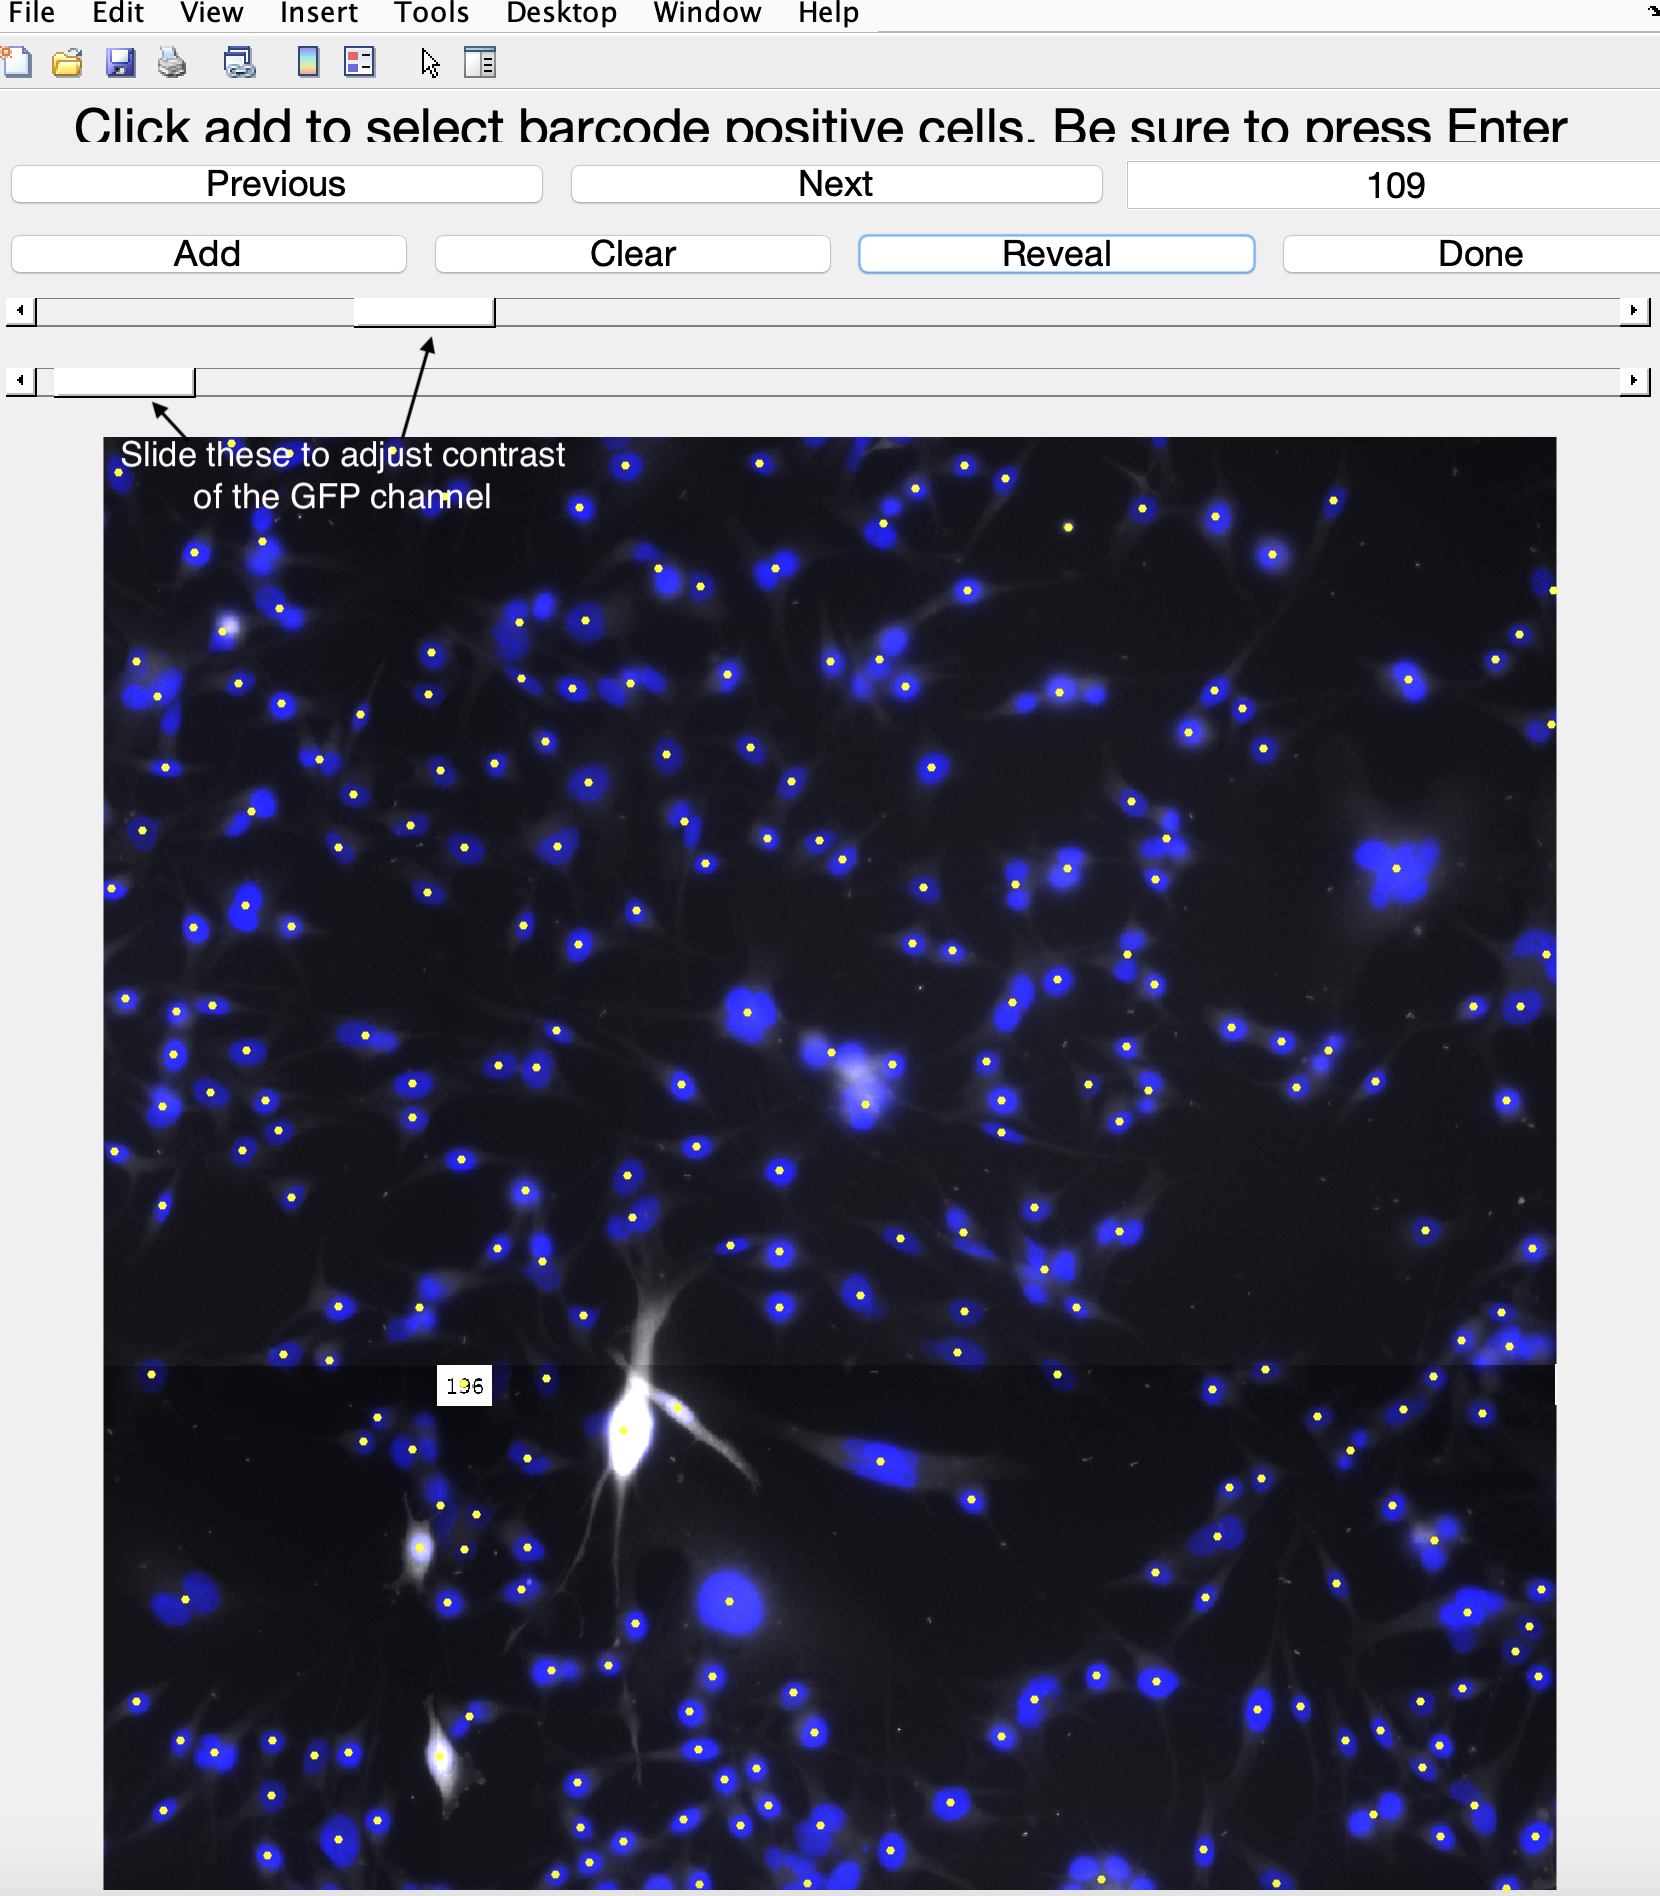 File Edit View Insert Tools Desktop Window Help
Click add to select barcode positive cells. Be sure to press Enter
Previous Next 109
Add Clear Reveal Done
Slide these to adjust contrast
of the GFP channel
196